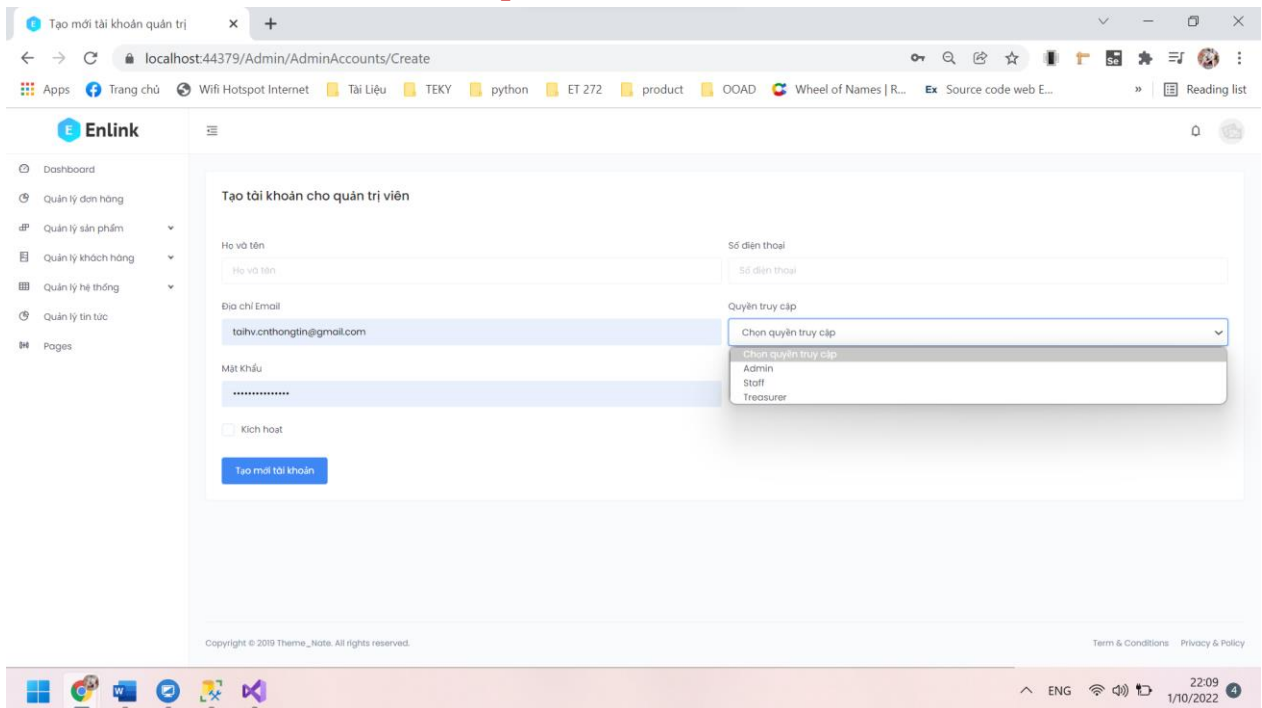 Tạo mới tài khoản quản trị
localhost:44379/Admin/AdminAccounts/Create
Apps Trang chủ Wifi Hotspot Internet Tài Liệu TEKY python ET 272 product OOAD Wheel of Names | R... Ex Source code web E... » Reading list
E Enlink
Dashboard
Quản lý đơn hàng
Quản lý sản phẩm
Quản lý khách hàng
Quản lý hệ thống
Quản lý tin tức
Pages
Tạo tài khoản cho quản trị viên
Họ và tên
Họ và tên
Số điện thoại
Số điện thoại
Địa chỉ Email
taihv.cnthongtin@gmail.com
Quyền truy cập
Chọn quyền truy cập
Chọn quyền truy cập
Admin
Staff
Treasurer
Mật Khẩu
•••••••••••••••
Kích hoạt
Tạo mới tài khoản
Copyright © 2019 Theme_Nate. All rights reserved.
Term & Conditions Privacy & Policy
ENG
22:09
1/10/2022
4